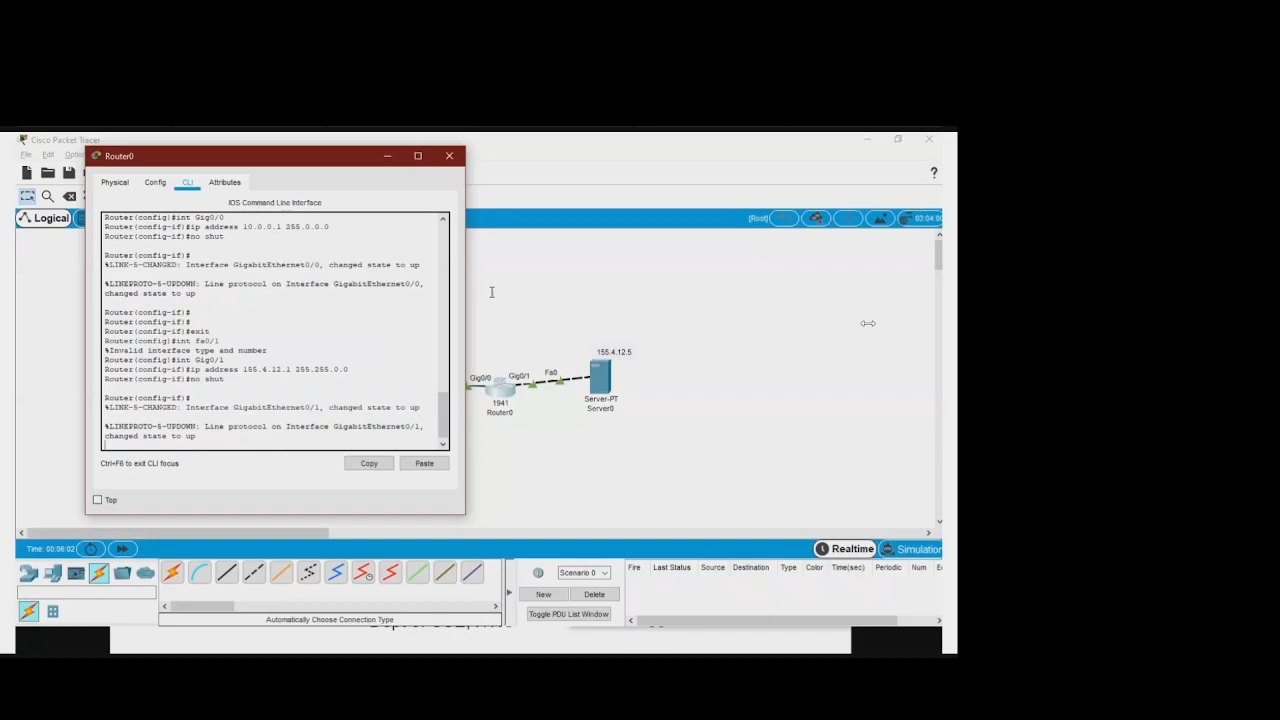 Cisco Packet Tracer
File Edit Optio
Router0
Physical Config CLI Attributes
IOS Command Line Interface
Router(config)#int Gig0/0
Router(config-if)#ip address 10.0.0.1 255.0.0.0
Router(config-if)#no shut
Router(config-if)#
%LINK-5-CHANGED: Interface GigabitEthernet0/0, changed state to up
%LINEPROTO-5-UPDOWN: Line protocol on Interface GigabitEthernet0/0,
changed state to up
Router(config-if)#
Router(config-if)#
Router(config-if)#exit
Router(config)#int fa0/1
%Invalid interface type and number
Router(config)#int Gig0/1
Router(config-if)#ip address 155.4.12.1 255.255.0.0
Router(config-if)#no shut
Router(config-if)#
%LINK-5-CHANGED: Interface GigabitEthernet0/1, changed state to up
%LINEPROTO-5-UPDOWN: Line protocol on Interface GigabitEthernet0/1,
changed state to up
Ctrl+F6 to exit CLI focus
Copy Paste
Top
Logical
[Root]
03:04:00
?
155.4.12.5
Gig0/0 Gig0/1 Fa0
1941
Router0
Server-PT
Server0
Time: 00:06:02
Realtime Simulation
Scenario 0
New Delete
Toggle PDU List Window
Fire Last Status Source Destination Type Color Time(sec) Periodic Num E
Automatically Choose Connection Type